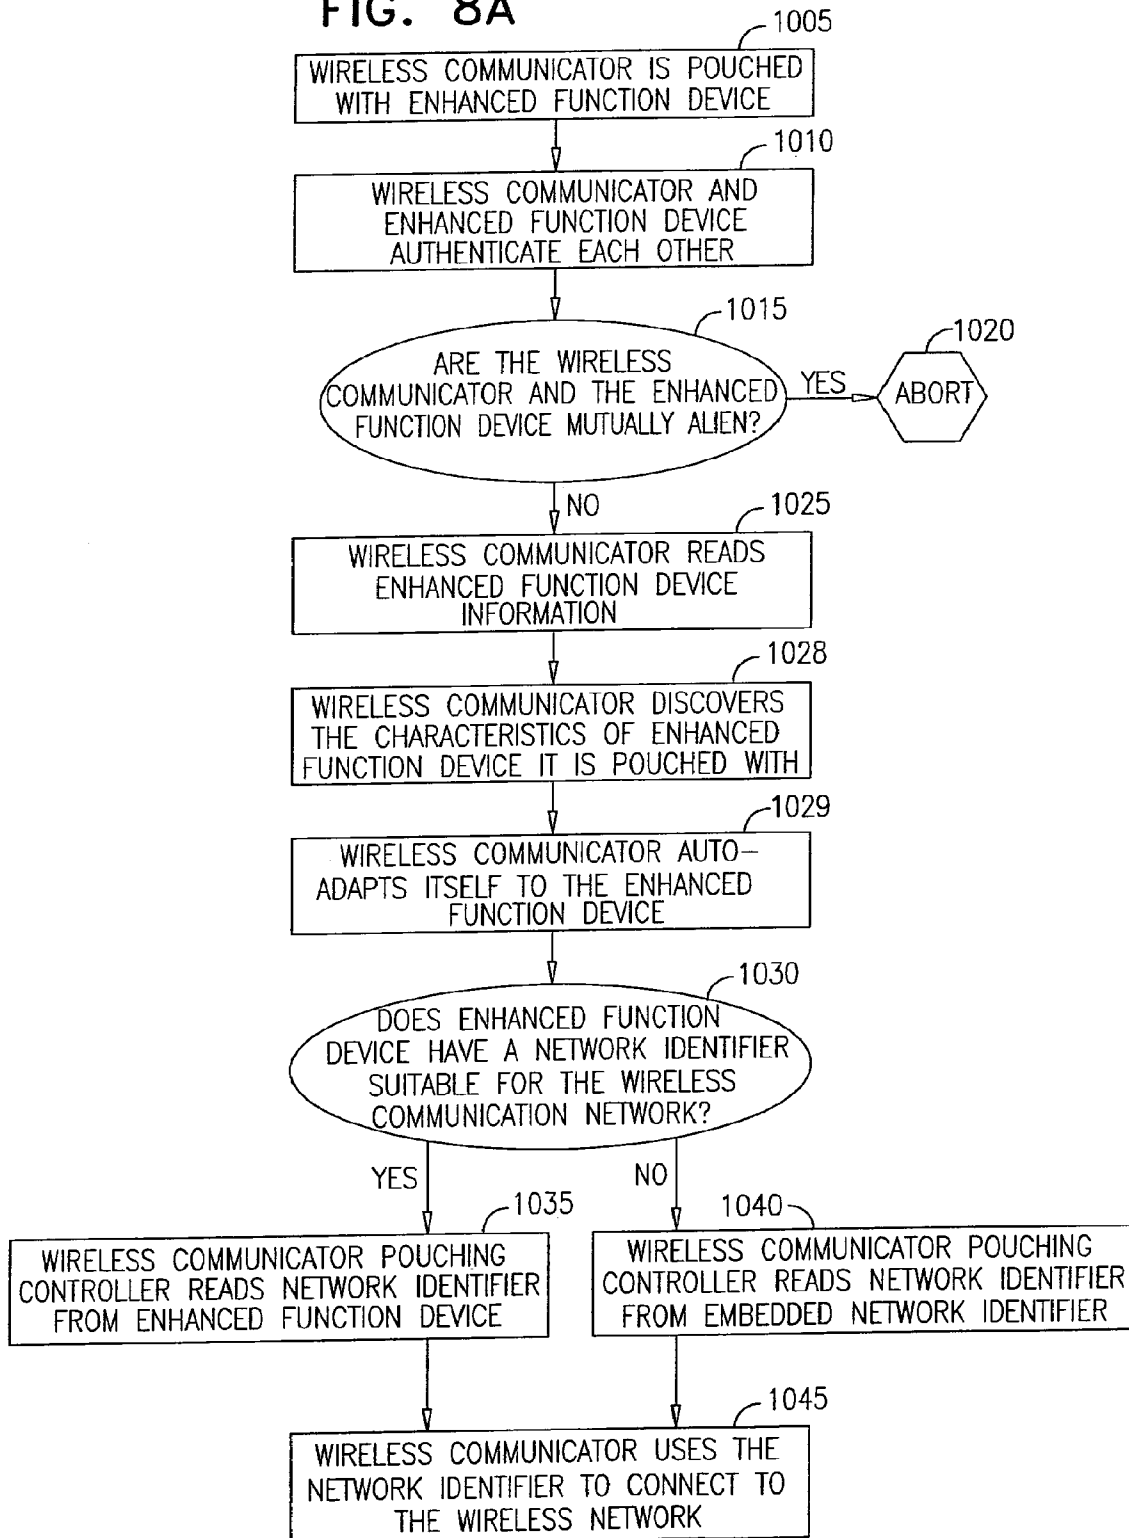 FIG. 8A
1005
WIRELESS COMMUNICATOR IS POUCHED
WITH ENHANCED FUNCTION DEVICE
1010
WIRELESS COMMUNICATOR AND
ENHANCED FUNCTION DEVICE
AUTHENTICATE EACH OTHER
1015
ARE THE WIRELESS
COMMUNICATOR AND THE ENHANCED
FUNCTION DEVICE MUTUALLY ALIEN?
YES
1020
ABORT
NO
1025
WIRELESS COMMUNICATOR READS
ENHANCED FUNCTION DEVICE
INFORMATION
1028
WIRELESS COMMUNICATOR DISCOVERS
THE CHARACTERISTICS OF ENHANCED
FUNCTION DEVICE IT IS POUCHED WITH
1029
WIRELESS COMMUNICATOR AUTO-
ADAPTS ITSELF TO THE ENHANCED
FUNCTION DEVICE
1030
DOES ENHANCED FUNCTION
DEVICE HAVE A NETWORK IDENTIFIER
SUITABLE FOR THE WIRELESS
COMMUNICATION NETWORK?
YES
NO
1035
WIRELESS COMMUNICATOR POUCHING
CONTROLLER READS NETWORK IDENTIFIER
FROM ENHANCED FUNCTION DEVICE
1040
WIRELESS COMMUNICATOR POUCHING
CONTROLLER READS NETWORK IDENTIFIER
FROM EMBEDDED NETWORK IDENTIFIER
1045
WIRELESS COMMUNICATOR USES THE
NETWORK IDENTIFIER TO CONNECT TO
THE WIRELESS NETWORK